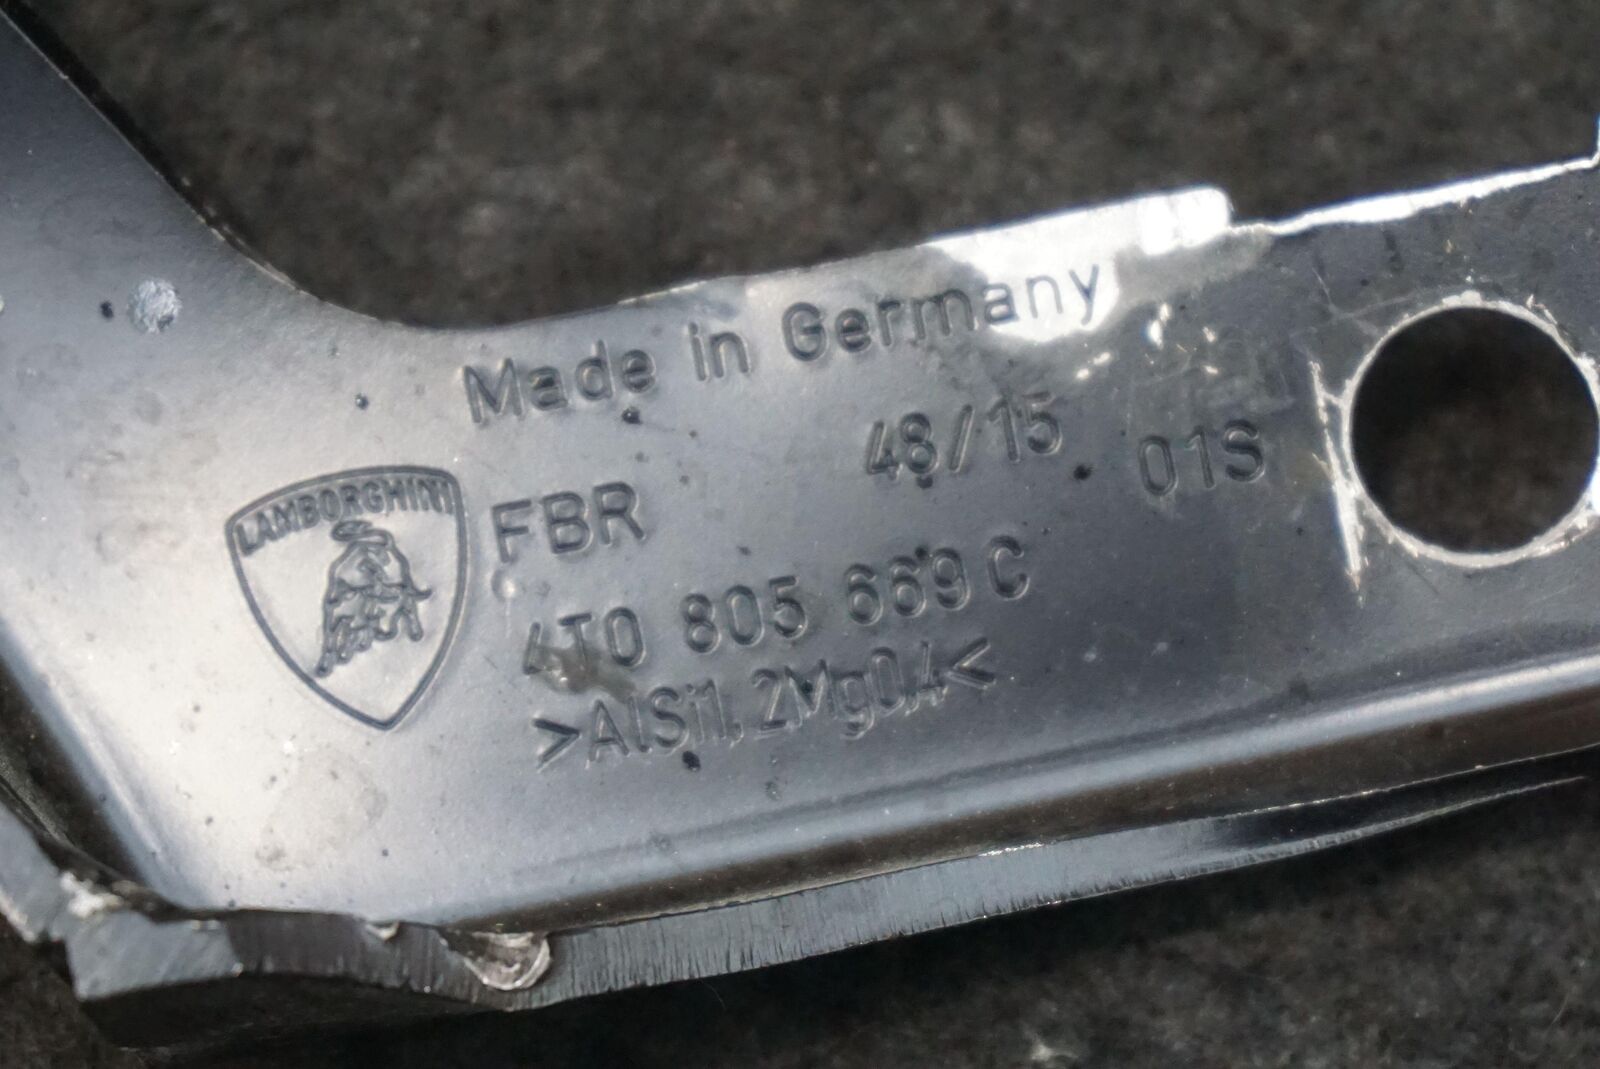 Made in Germany
48/15
01S
LAMBORGHINI
FBR
4T0 805 669 C
>AlSi1,2Mg0,4<